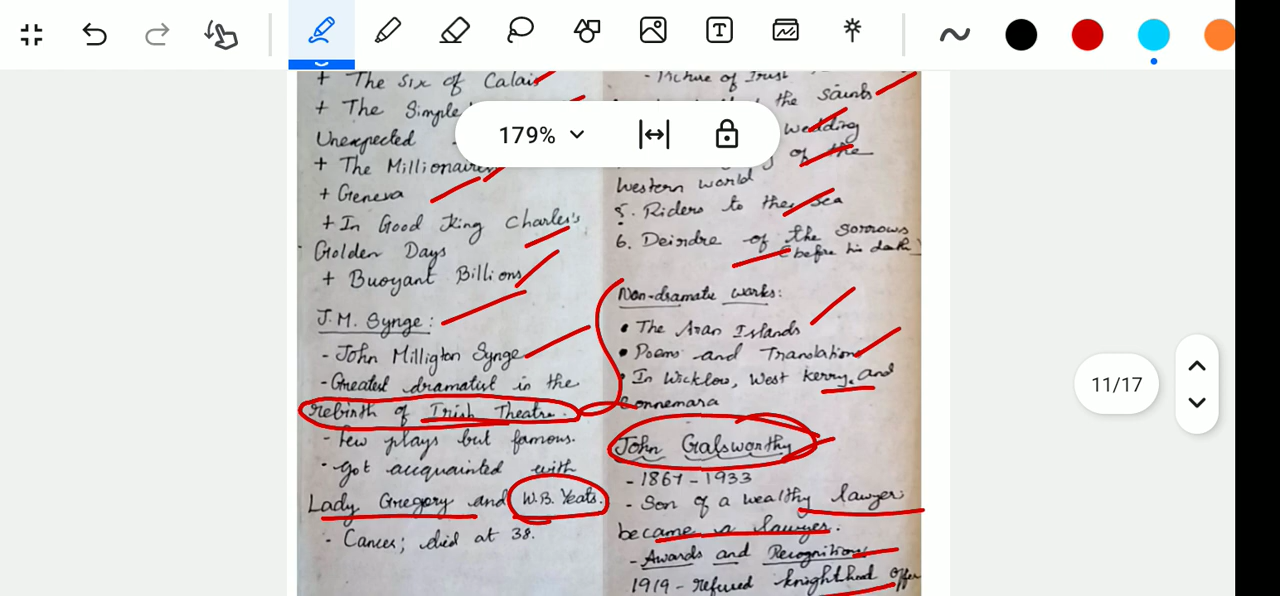 + The Six of Calais
+ The Simple
Unexpected
+ The Millionairess
+ Geneva
+ In Good King Charles's
Golden Days
+ Buoyant Billions
J.M. Synge:
- John Milligton Synge
- Greatest dramatist in the
rebirth of Irish Theatre.
- Few plays but famous.
- got acquainted with
Lady Gregory and W.B. Yeats.
- Cancer; died at 38.
- Picture of Irish
the Saints
wedding
of the
Western world
5. Riders to the sea
6. Deirdre of the Sorrows
(before his death)
Non-dramatic works:
• The Aran Islands
• Poems and Translation
• In Wicklow, West Kerry, and
Connemara
John Galsworthy
- 1867-1933
- Son of a wealthy lawyer
became a lawyer.
- Awards and Recognition
1919 - refused knighthood offer
179%
11/17
T